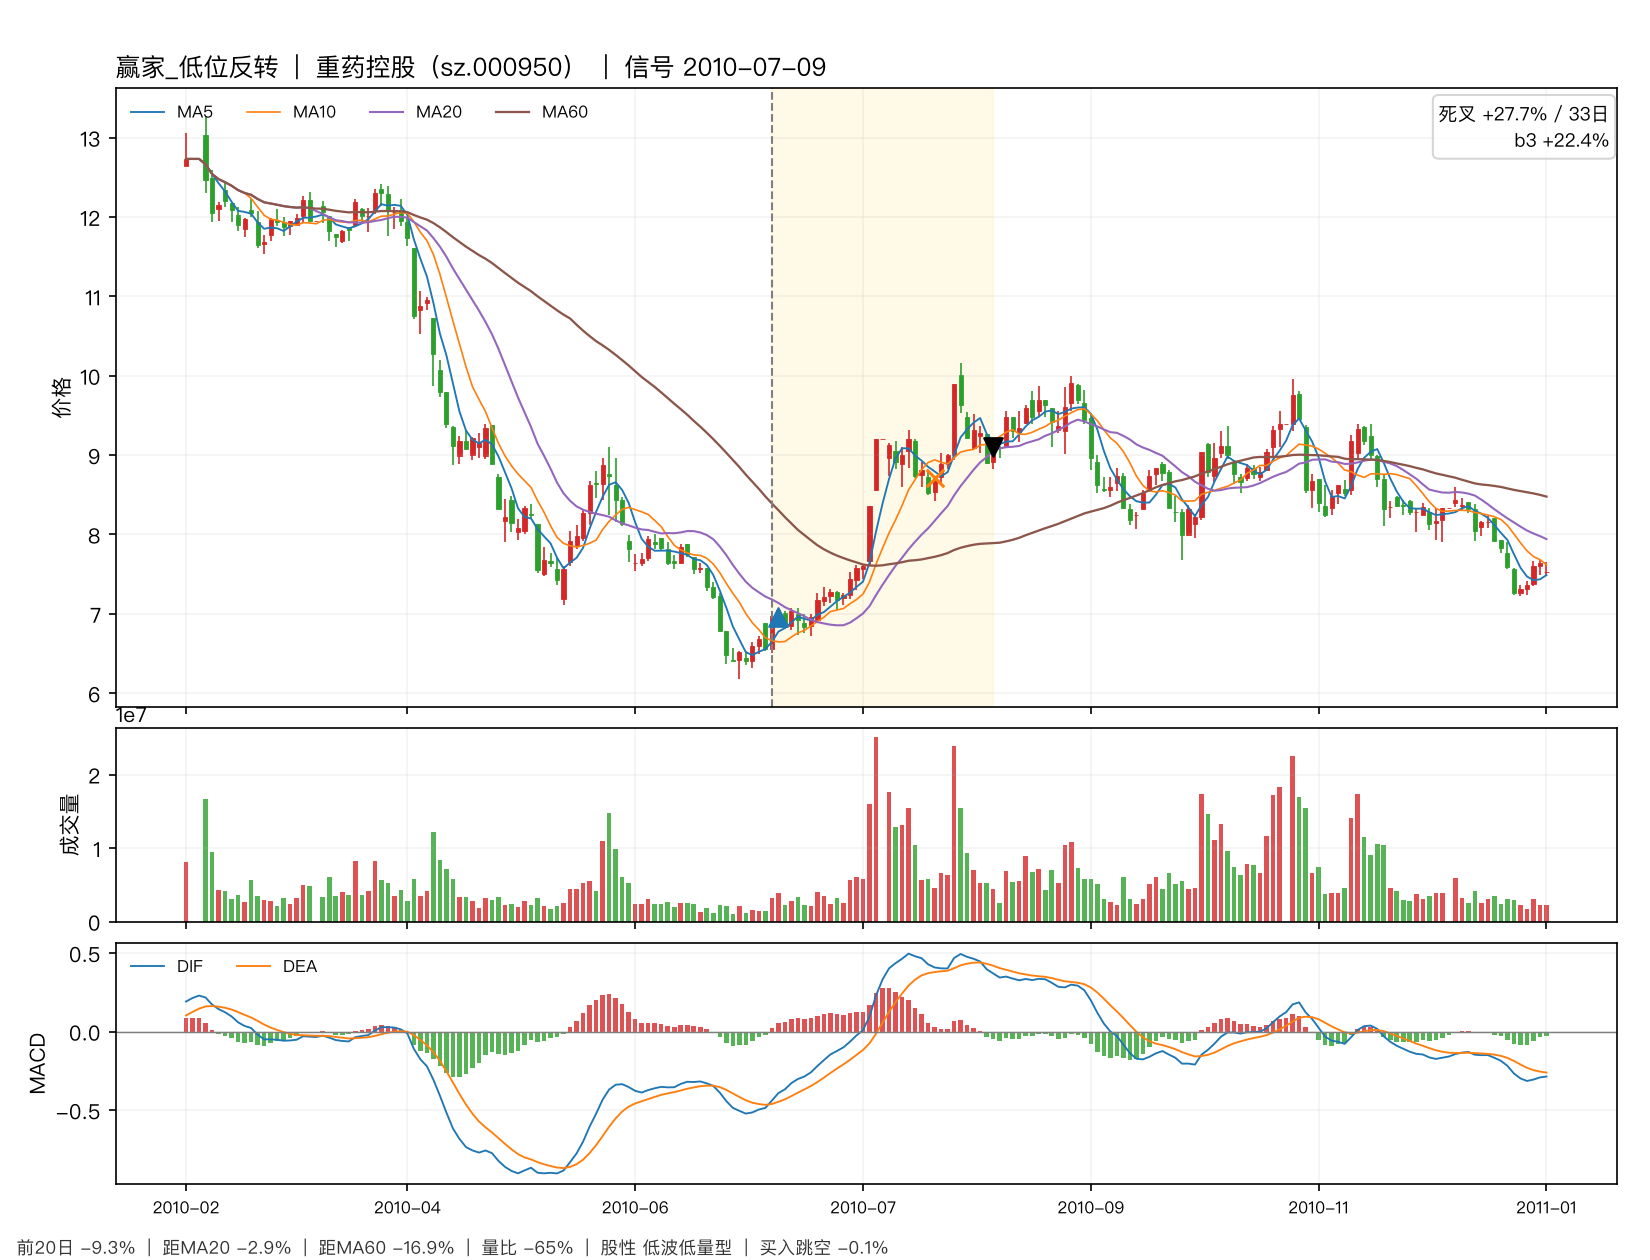 赢家_低位反转 | 重药控股（sz.000950） | 信号 2010-07-09
MA5 MA10 MA20 MA60
死叉 +27.7% / 33日
b3 +22.4%
价格
13
12
11
10
9
8
7
6
1e7
成交量
2
1
0
MACD
DIF DEA
0.5
0.0
-0.5
2010-02 2010-04 2010-06 2010-07 2010-09 2010-11 2011-01
前20日 -9.3% | 距MA20 -2.9% | 距MA60 -16.9% | 量比 -65% | 股性 低波低量型 | 买入跳空 -0.1%